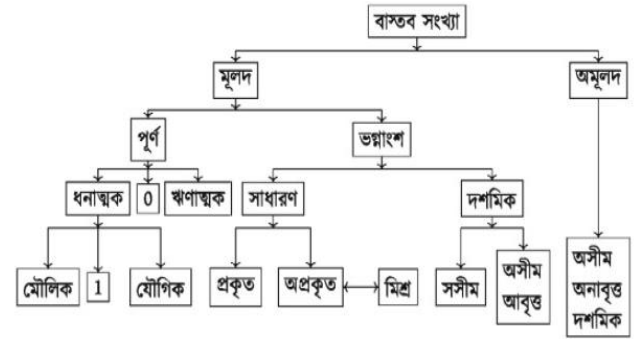 বাস্তব সংখ্যা
মূলদ
অমূলদ
পূর্ণ
ভগ্নাংশ
ধনাত্মক
0
ঋণাত্মক
সাধারণ
দশমিক
মৌলিক
1
যৌগিক
প্রকৃত
অপ্রকৃত
মিশ্র
সসীম
অসীম
আবৃত্ত
অসীম
অনাবৃত্ত
দশমিক